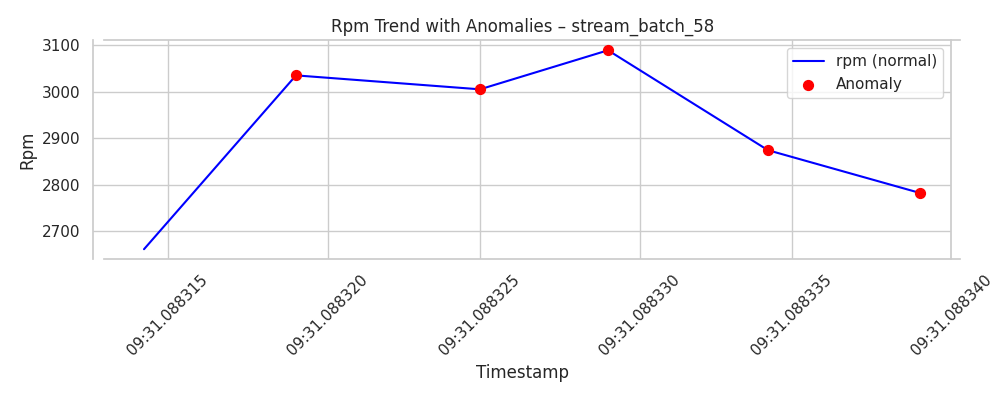 Rpm Trend with Anomalies – stream_batch_58
3100
3000
2900
2800
2700
Rpm
rpm (normal)
Anomaly
09:31.088315
09:31.088320
09:31.088325
09:31.088330
09:31.088335
09:31.088340
Timestamp